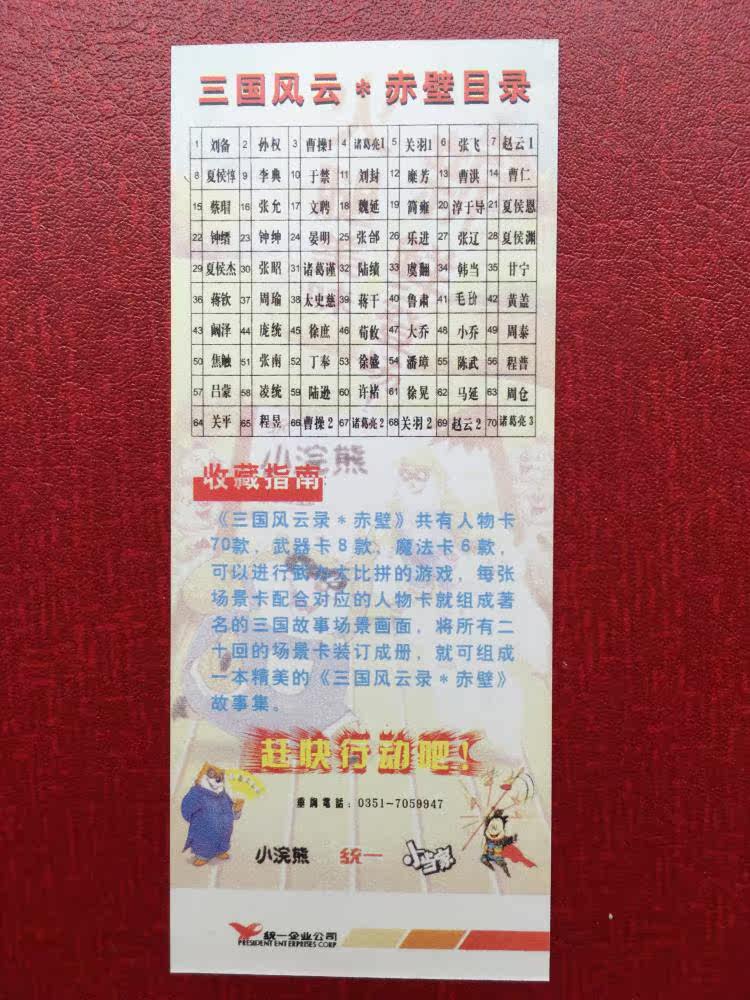 三国风云＊赤壁目录
1 刘备 2 孙权 3 曹操1 4 诸葛亮1 5 关羽1 6 张飞 7 赵云1
8 夏侯惇 9 李典 10 于禁 11 刘封 12 糜芳 13 曹洪 14 曹仁
15 蔡瑁 16 张允 17 文聘 18 魏延 19 简雍 20 淳于导 21 夏侯恩
22 钟缙 23 钟绅 24 晏明 25 张郃 26 乐进 27 张辽 28 夏侯渊
29 夏侯杰 30 张昭 31 诸葛谨 32 陆绩 33 虞翻 34 韩当 35 甘宁
36 蒋钦 37 周瑜 38 太史慈 39 蒋干 40 鲁肃 41 毛玠 42 黄盖
43 阚泽 44 庞统 45 徐庶 46 荀攸 47 大乔 48 小乔 49 周泰
50 焦触 51 张南 52 丁奉 53 徐盛 54 潘璋 55 陈武 56 程普
57 吕蒙 58 凌统 59 陆逊 60 许褚 61 徐晃 62 马延 63 周仓
64 关平 65 程昱 66 曹操2 67 诸葛亮2 68 关羽2 69 赵云2 70 诸葛亮3
小浣熊
收藏指南
《三国风云录＊赤壁》共有人物卡
70款，武器卡8款，魔法卡6款，
可以进行武力大比拼的游戏，每张
场景卡配合对应的人物卡就组成著
名的三国故事场景画面，将所有二
十回的场景卡装订成册，就可组成
一本精美的《三国风云录＊赤壁》
故事集。
赶快行动吧！
垂询電話：0351-7059947
小浣熊 统一 小当家
统一企业公司
PRESIDENT ENTERPRISES CORP